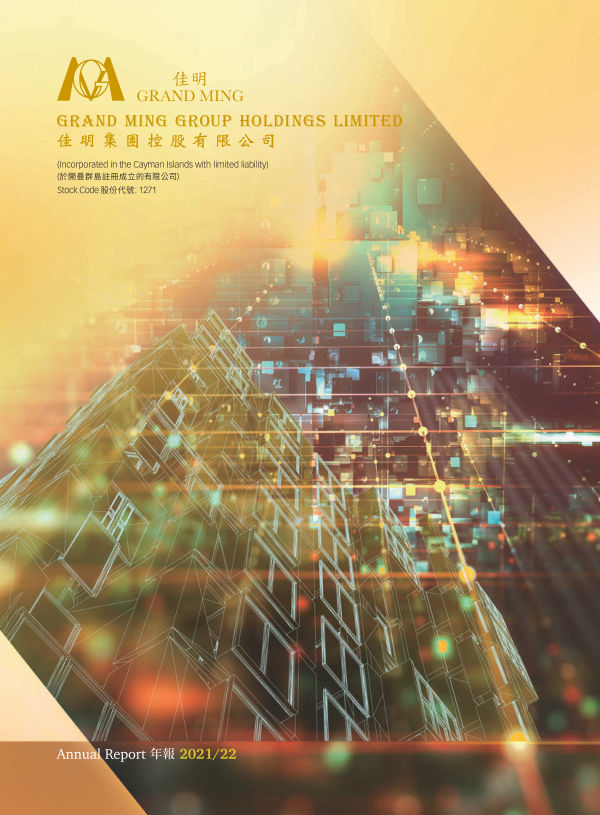 佳明
GRAND MING
GRAND MING GROUP HOLDINGS LIMITED
佳明集團控股有限公司
(Incorporated in the Cayman Islands with limited liability)
(於開曼群島註冊成立的有限公司)
Stock Code 股份代號: 1271
Annual Report 年報 2021/22